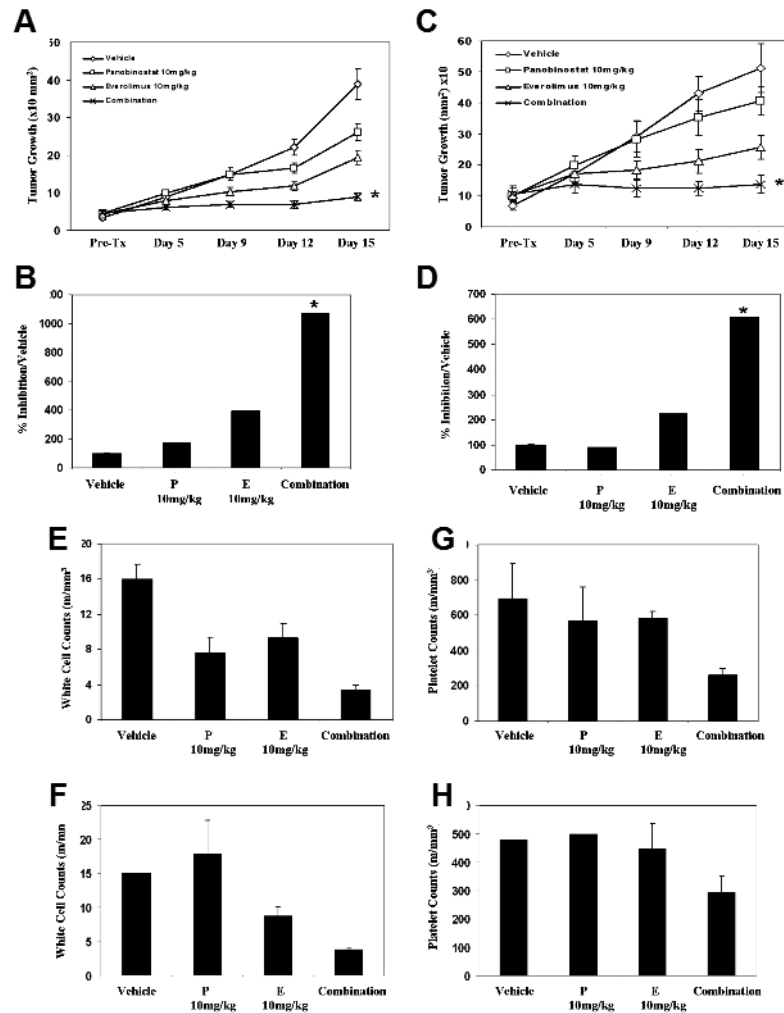 A
Vehicle
Panobinostat 10mg/kg
Everolimus 10mg/kg
Combination
Tumor Growth (x10 mm²)
50
40
30
20
10
0
*
Pre-Tx Day 5 Day 9 Day 12 Day 15
C
Vehicle
Panobinostat 10mg/kg
Everolimus 10mg/kg
Combination
Tumor Growth (mm²) x10
60
50
40
30
20
10
0
*
Pre-Tx Day 5 Day 9 Day 12 Day 15
B
% Inhibition/Vehicle
:00
1000
800
600
400
200
0
*
Vehicle P E Combination
10mg/kg 10mg/kg
D
% Inhibition/Vehicle
700
600
500
400
300
200
100
0
*
Vehicle P E Combination
10mg/kg 10mg/kg
E
White Cell Counts (m/mm³
20
16
12
8
4
0
Vehicle P E Combination
10mg/kg 10mg/kg
G
Platelet Counts (m/mm³
0
800
600
400
200
0
Vehicle P E Combination
10mg/kg 10mg/kg
F
White Cell Counts (m/mm
25
20
15
10
5
0
Vehicle P E Combination
10mg/kg 10mg/kg
H
Platelet Counts (m/mm³
0
500
400
300
200
100
0
Vehicle P E Combination
10mg/kg 10mg/kg